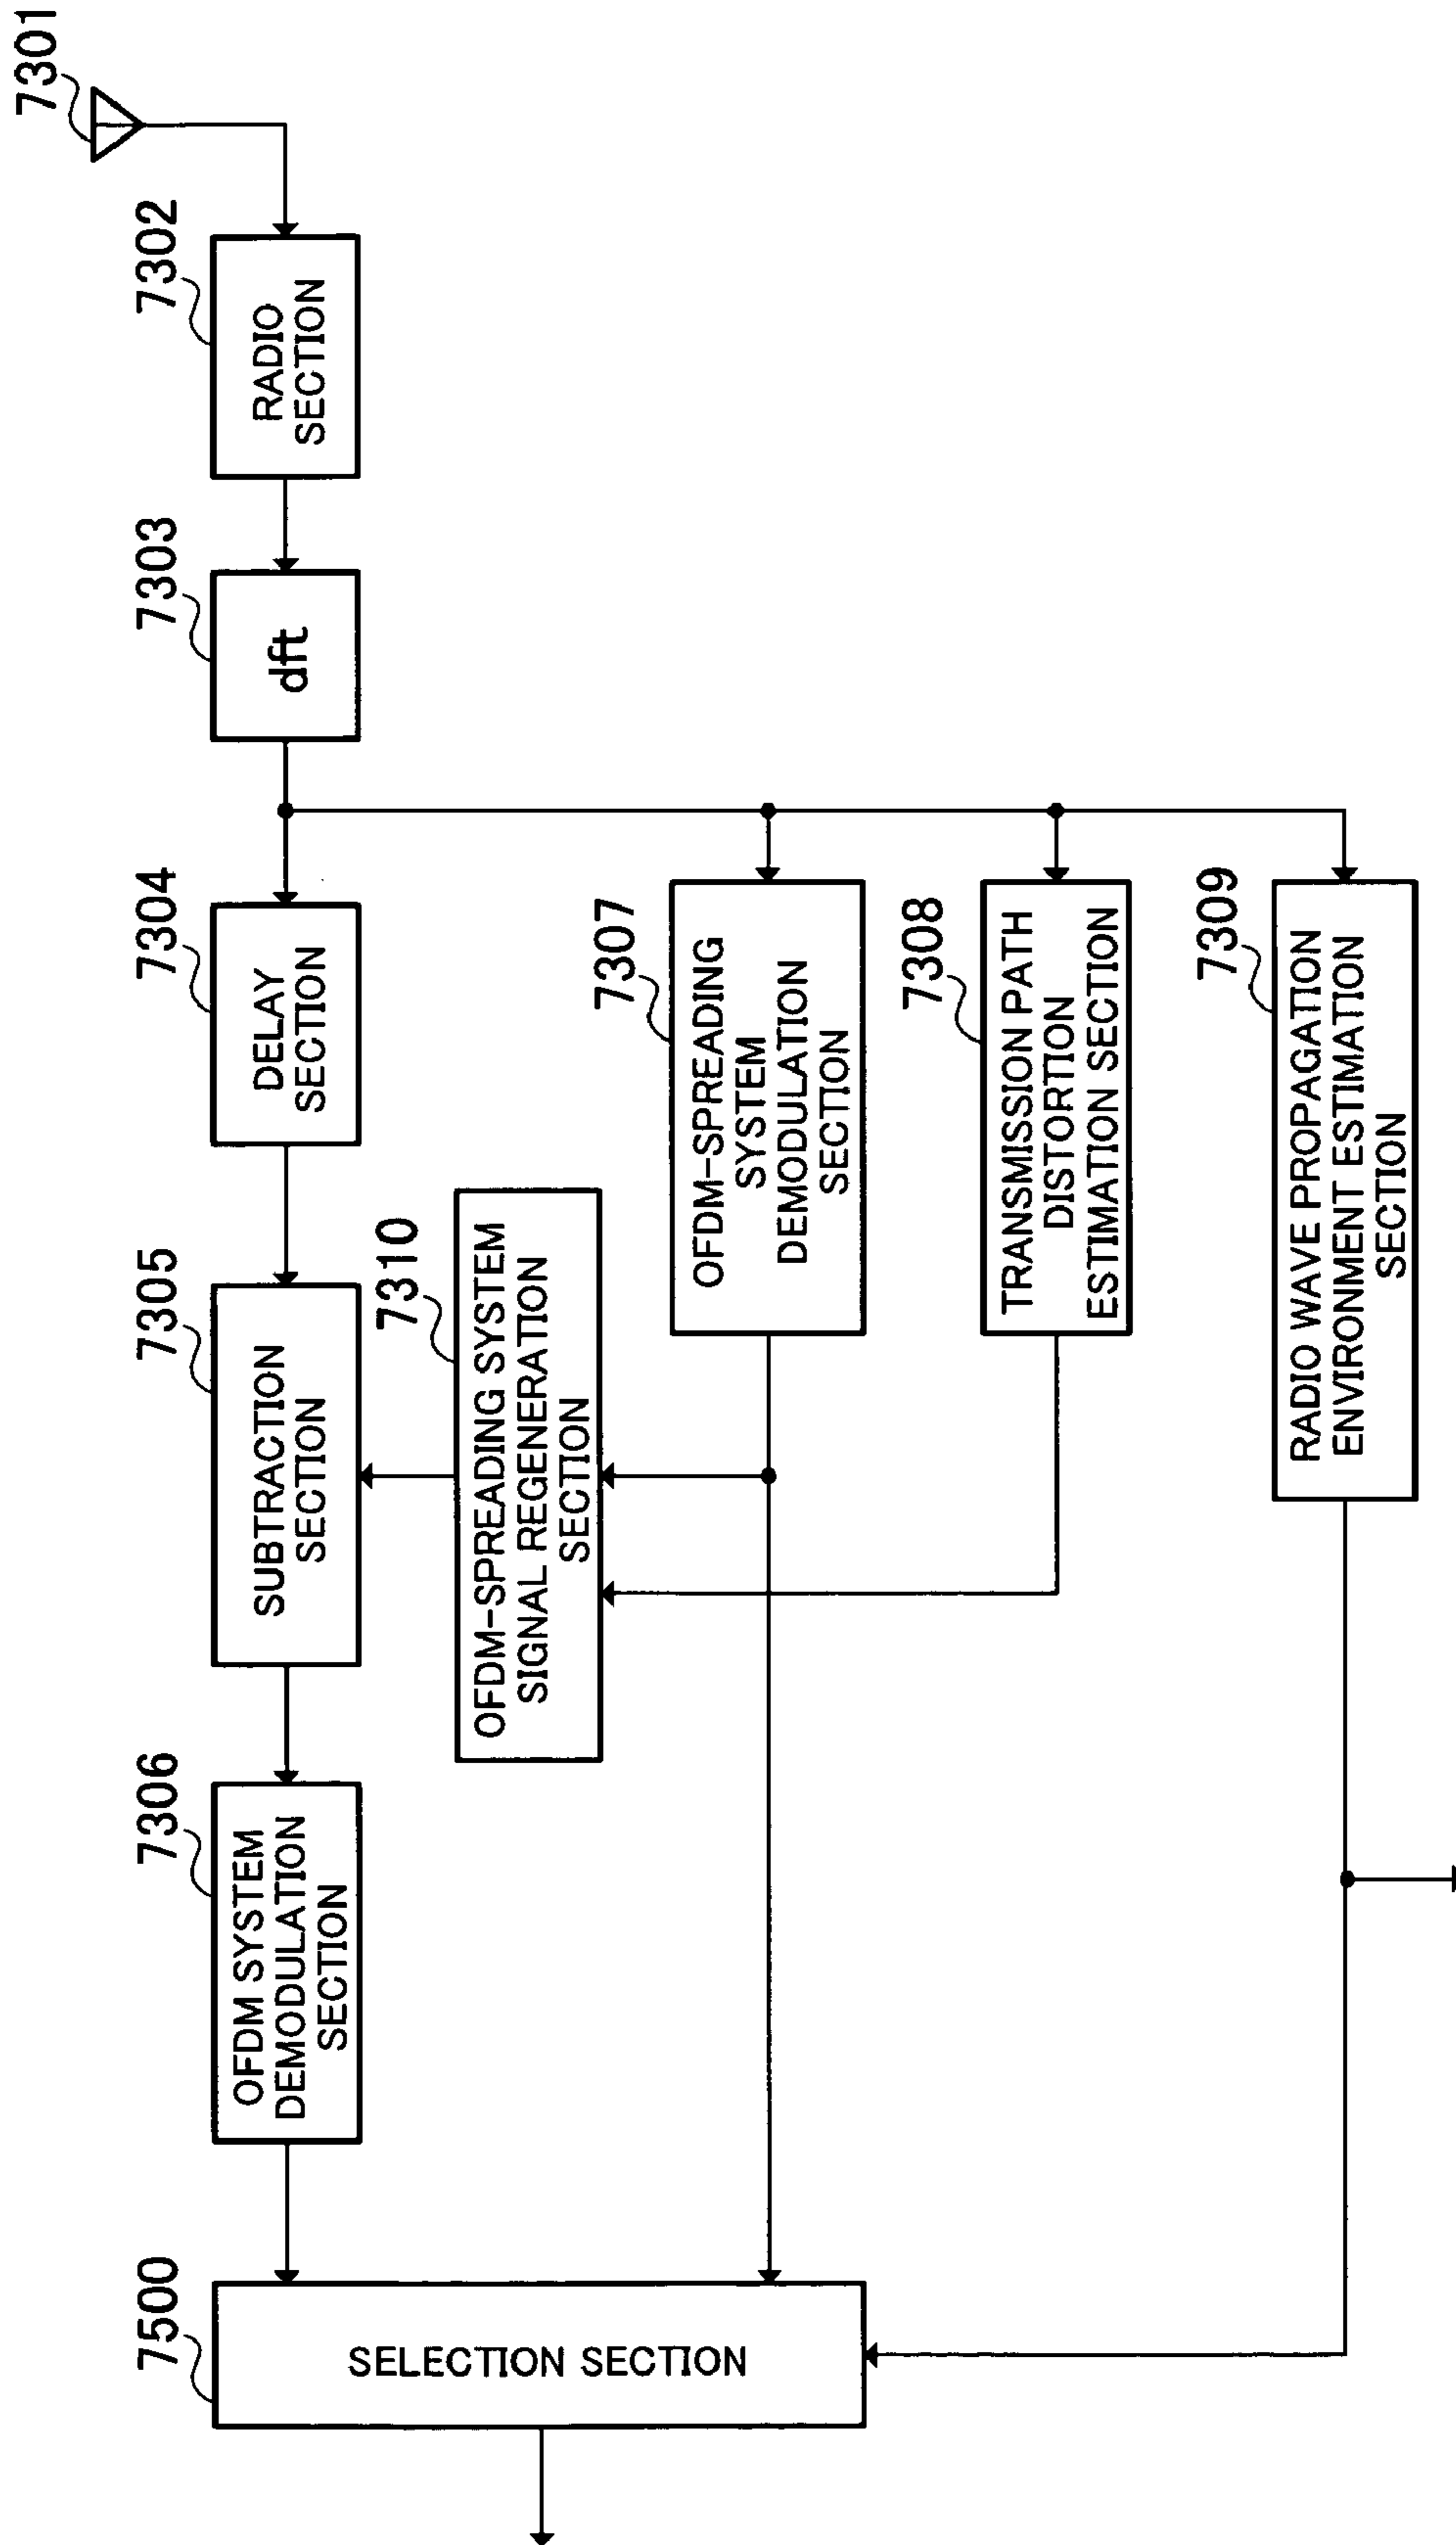 7301
7302
RADIO
SECTION
7303
dft
7304
DELAY
SECTION
7305
SUBTRACTION
SECTION
7306
OFDM SYSTEM
DEMODULATION
SECTION
7310
OFDM-SPREADING SYSTEM
SIGNAL REGENERATION
SECTION
7307
OFDM-SPREADING
SYSTEM
DEMODULATION
SECTION
7308
TRANSMISSION PATH
DISTORTION
ESTIMATION SECTION
7309
RADIO WAVE PROPAGATION
ENVIRONMENT ESTIMATION
SECTION
7500
SELECTION SECTION